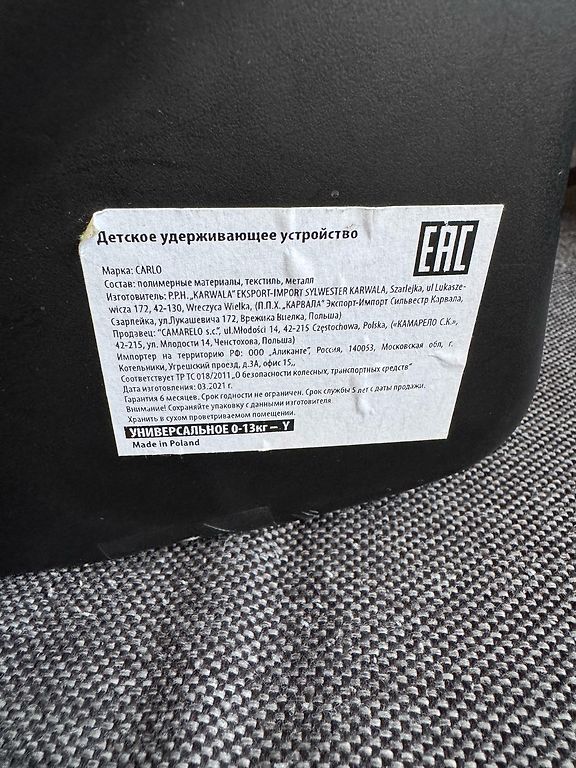 Детское удерживающее устройство
EAC
Марка: CARLO
Состав: полимерные материалы, текстиль, металл
Изготовитель: P.P.H. „KARWALA" EKSPORT-IMPORT SYLWESTER KARWALA, Szarlejka, ul Lukasze-
wicza 172, 42-130, Wreczyca Wielka, (П.П.Х. „КАРВАЛА" Экспорт-Импорт (Сильвестр Карвала,
Сзарлейка, ул.Лукашевича 172, Врежика Виелка, Польша)
Продавец: "CAMARELO s.c.", ul.Młodości 14, 42-215 Częstochowa, Polska, («КАМАРЕЛО С.К.»,
42-215, ул. Млодости 14, Ченстохова, Польша)
Импортер на территорию РФ: ООО „Аликанте", Россия, 140053, Московская обл, г.
Котельники, Угрешский проезд, д.3А, офис 15,,
Соответствует ТР ТС 018/2011 „О безопасности колесных, транспортных средств"
Дата изготовления: 03.2021 г.
Гарантия 6 месяцев. Срок годности не ограничен. Срок службы 5 лет с даты продажи.
Внимание! Сохраняйте упаковку с данными изготовителя
Хранить в сухом проветриваемом помещении.
УНИВЕРСАЛЬНОЕ 0-13кг – Y
Made in Poland